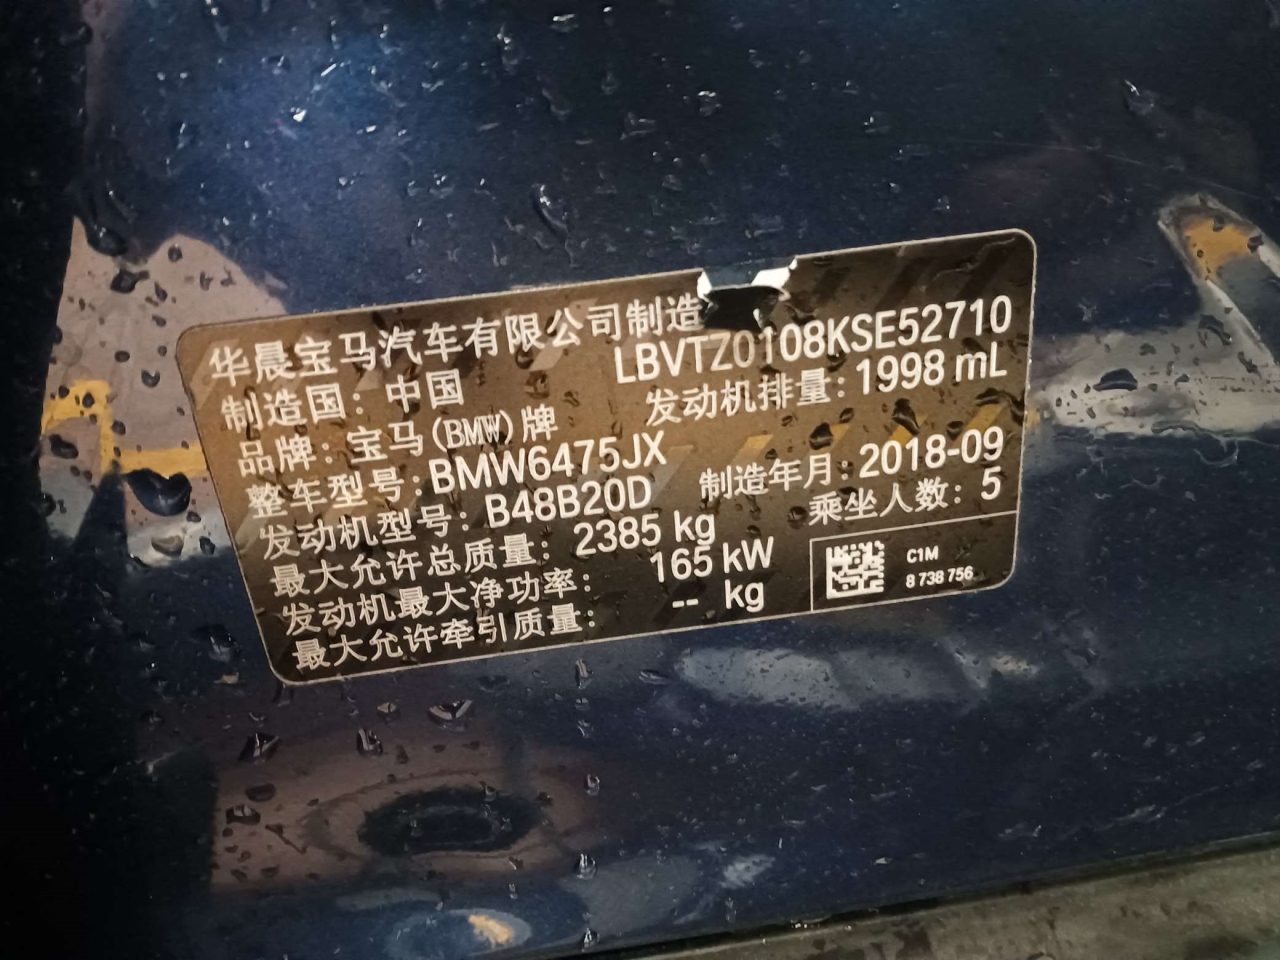 华晨宝马汽车有限公司制造
LBVTZ0108KSE52710
制造国：中国
发动机排量：1998 mL
品牌：宝马(BMW)牌
整车型号：BMW6475JX
制造年月：2018-09
发动机型号：B48B20D
乘坐人数：5
最大允许总质量：2385 kg
发动机最大净功率：165 kW
最大允许牵引质量：-- kg
C1M
8 738 756